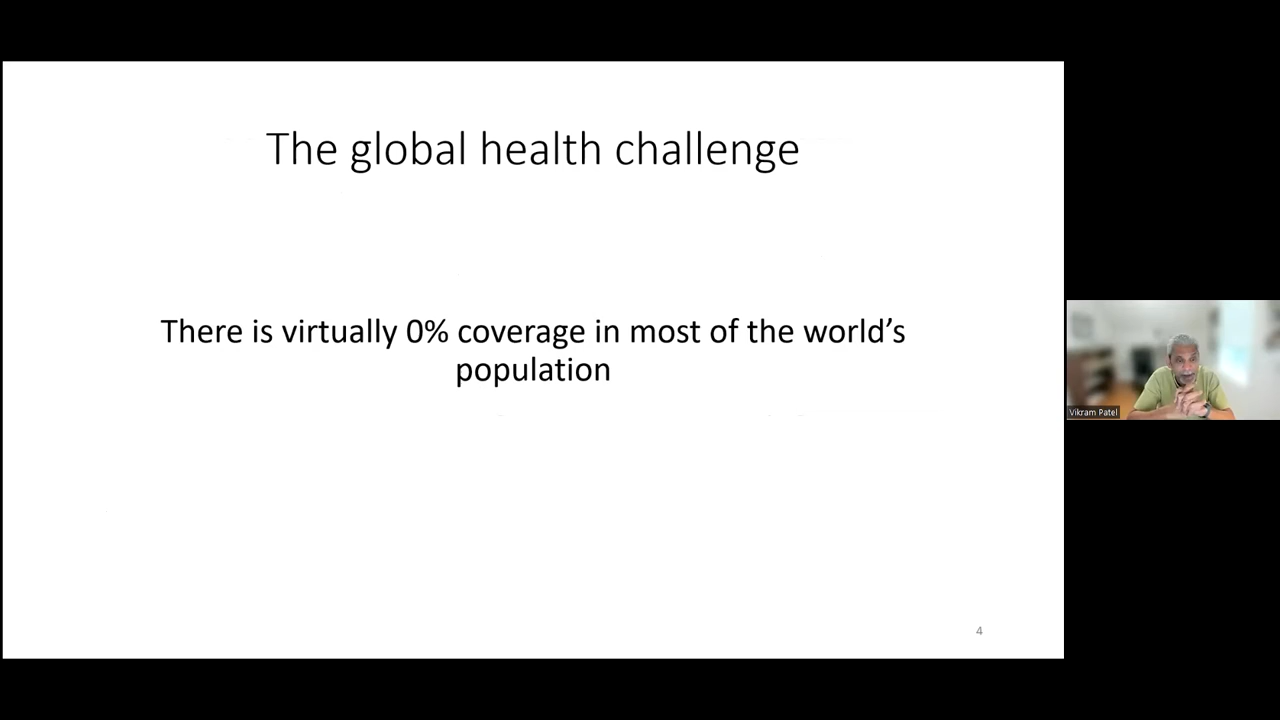 The global health challenge
There is virtually 0% coverage in most of the world’s
population
Vikram Patel
4